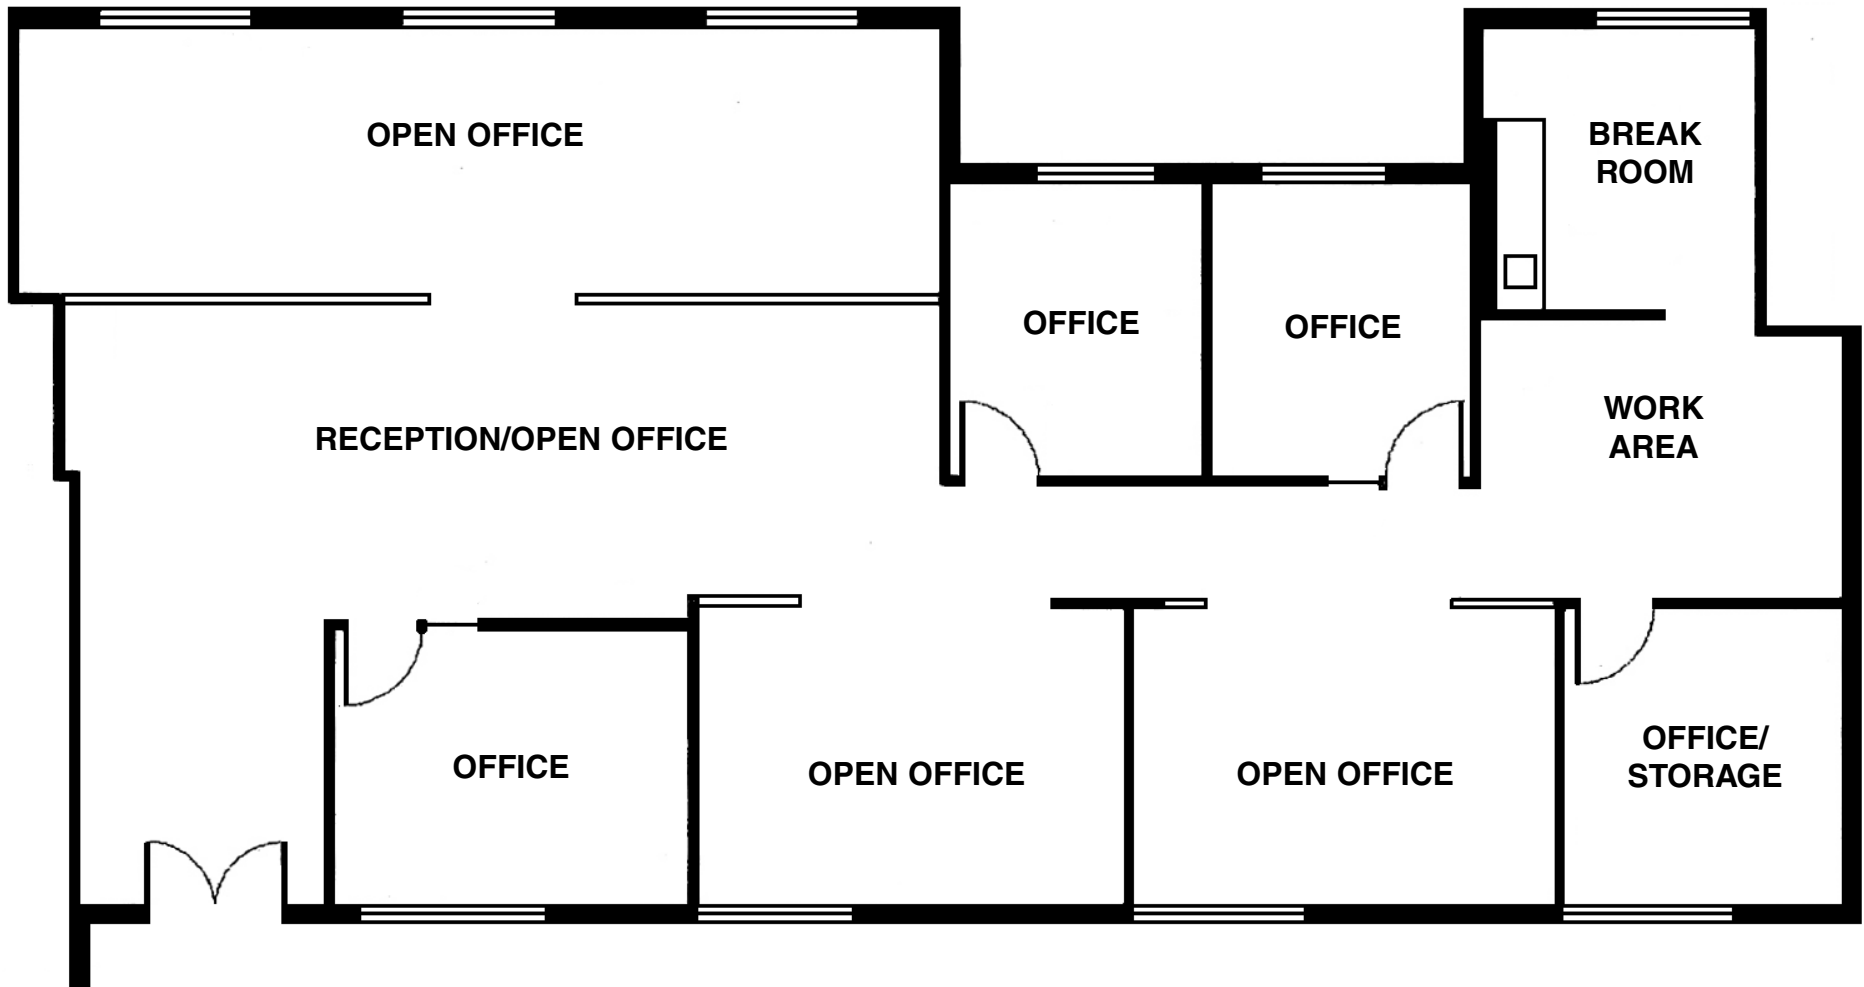 OPEN OFFICE
BREAK
ROOM
OFFICE
OFFICE
WORK
AREA
RECEPTION/OPEN OFFICE
OFFICE
OPEN OFFICE
OPEN OFFICE
OFFICE/
STORAGE